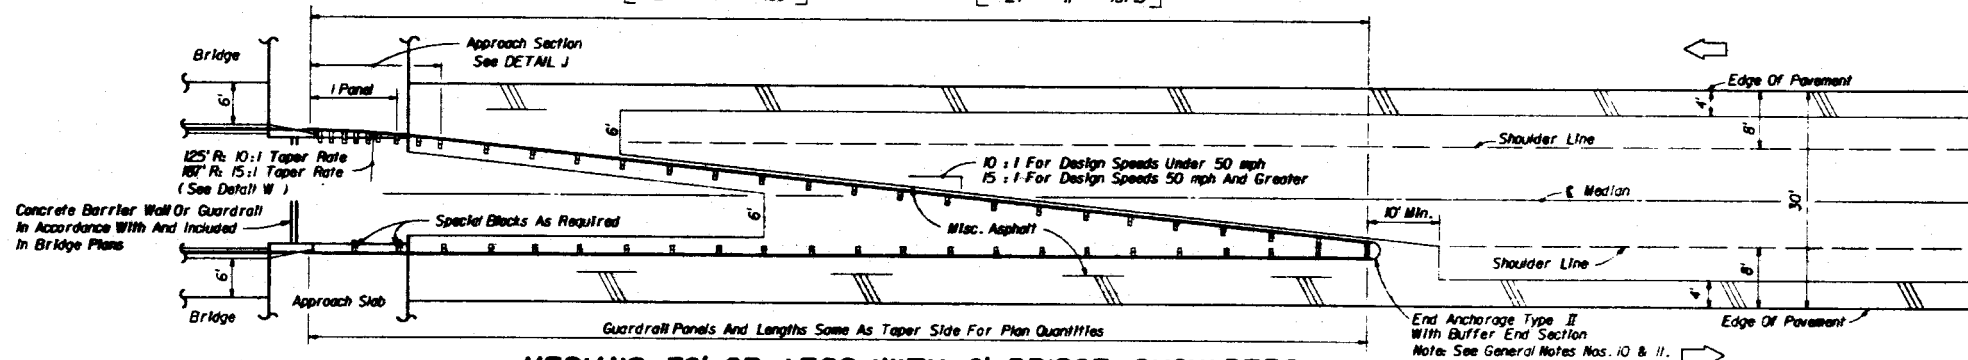 Bridge
Approach Section
See DETAIL J
1 Panel
6'
6'
Edge Of Pavement
4'
8'
Shoulder Line
125' R: 10:1 Taper Rate
187' R: 15:1 Taper Rate
( See Detail W )
10 : 1 For Design Speeds Under 50 mph
15 : 1 For Design Speeds 50 mph And Greater
℄ Median
30'
Concrete Barrier Wall Or Guardrail
In Accordance With And Included
In Bridge Plans
Special Blocks As Required
6'
Misc. Asphalt
10' Min.
Shoulder Line
8'
6'
Approach Slab
4'
Bridge
Guardrail Panels And Lengths Same As Taper Side For Plan Quantities
End Anchorage Type II
With Buffer End Section
Note: See General Notes Nos. 10 & 11.
Edge Of Pavement